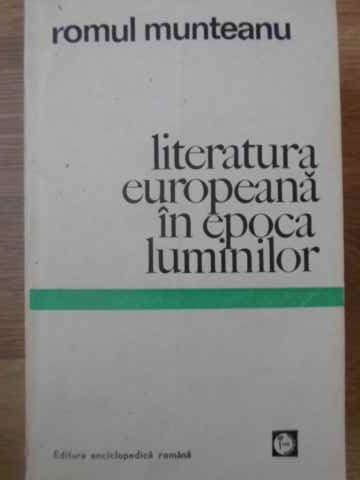 romul munteanu
literatura
europeană
în epoca
luminilor
Editura enciclopedică română